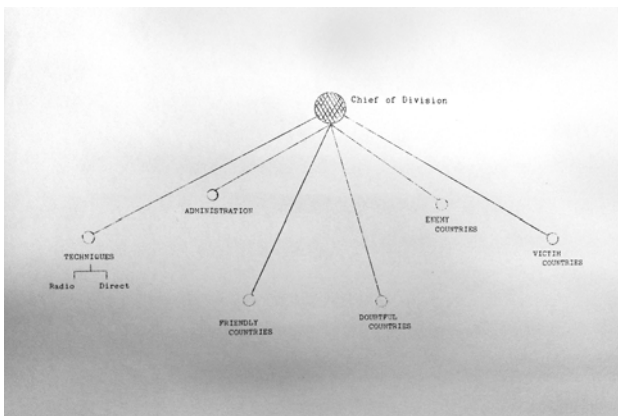 Chief of Division
ADMINISTRATION
ENEMY
COUNTRIES
TECHNIQUES
VICTIM
COUNTRIES
Radio Direct
FRIENDLY
COUNTRIES
DOUBTFUL
COUNTRIES